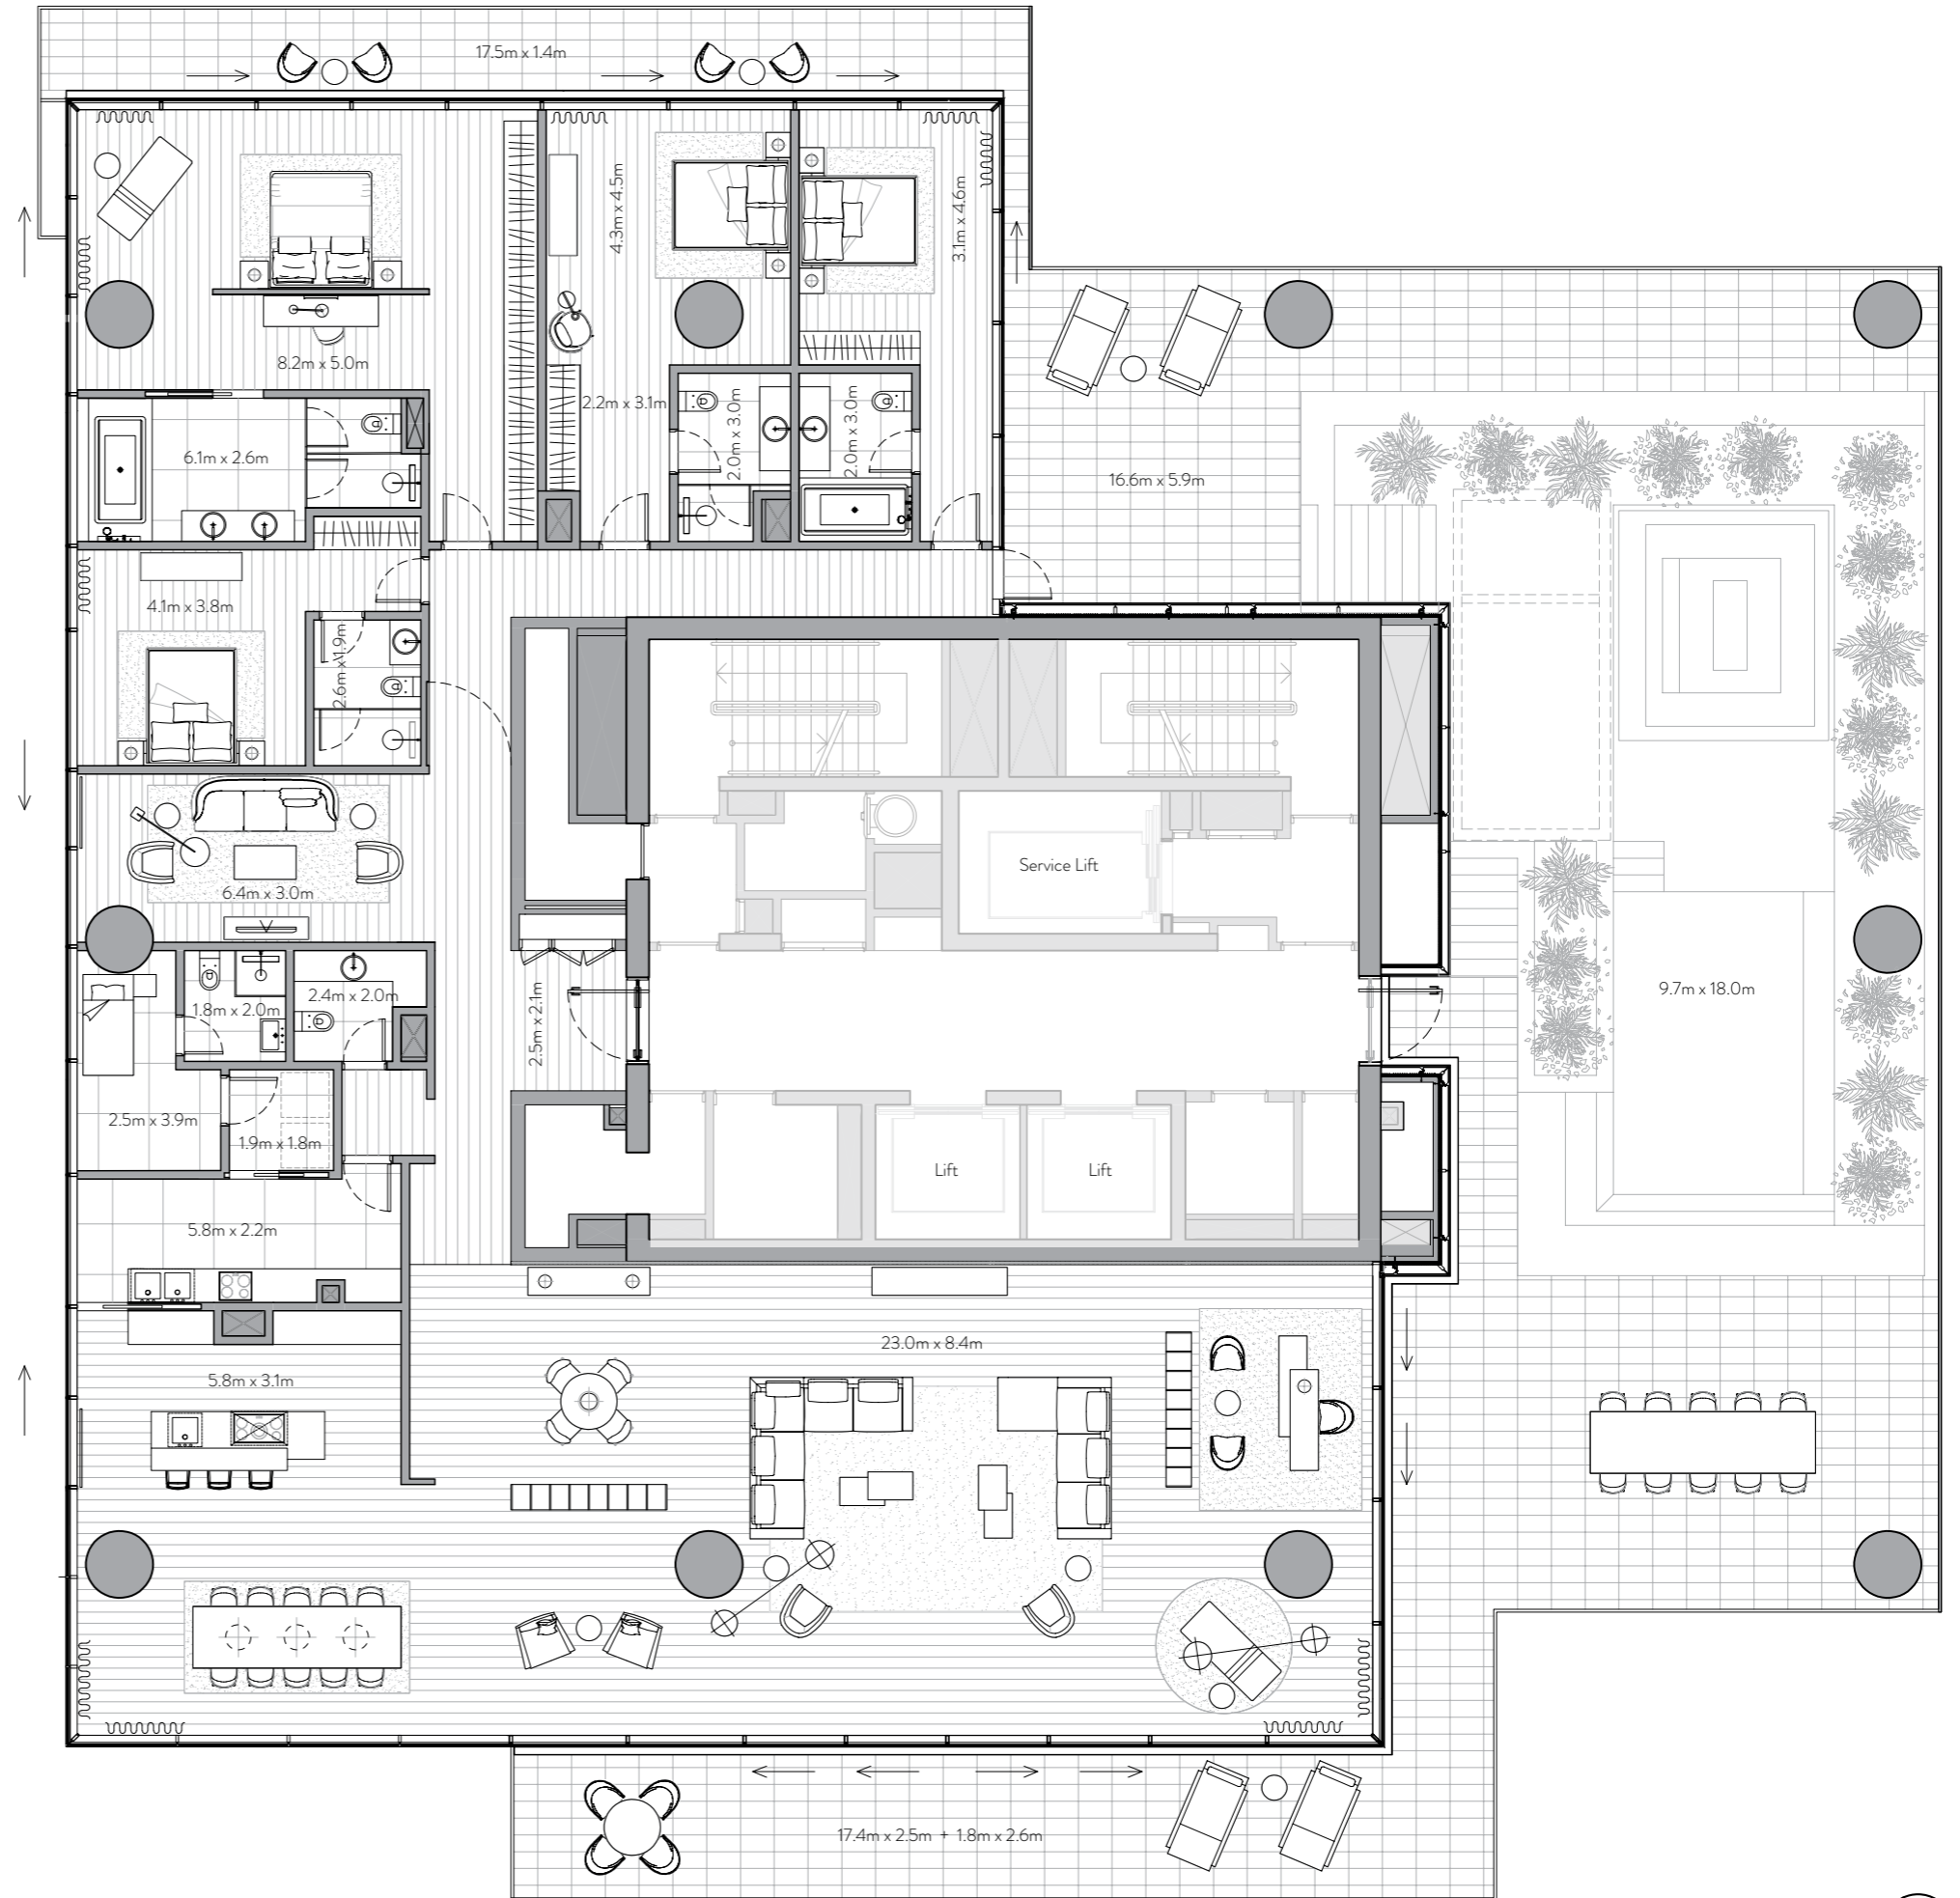 17.5m x 1.4m
4.3m x 4.5m
3.1m x 4.6m
8.2m x 5.0m
2.2m x 3.1m
2.0m x 3.0m
2.0m x 3.0m
6.1m x 2.6m
16.6m x 5.9m
4.1m x 3.8m
2.6m x 1.9m
Service Lift
6.4m x 3.0m
9.7m x 18.0m
2.4m x 2.0m
1.8m x 2.0m
2.5m x 2.1m
2.5m x 3.9m
1.9m x 1.8m
Lift
Lift
5.8m x 2.2m
23.0m x 8.4m
5.8m x 3.1m
17.4m x 2.5m + 1.8m x 2.6m